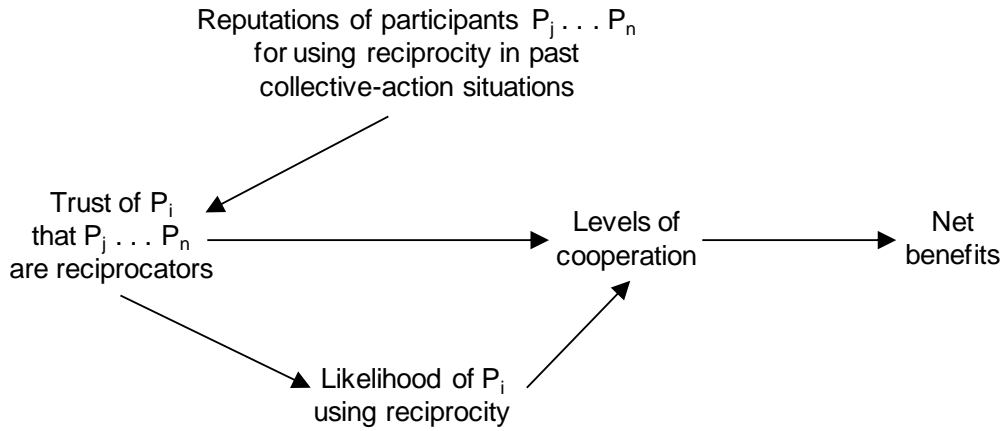 Reputations of participants Pj . . . Pn
for using reciprocity in past
collective-action situations
Trust of Pi
that Pj . . . Pn
are reciprocators
Levels of
cooperation
Net
benefits
Likelihood of Pi
using reciprocity